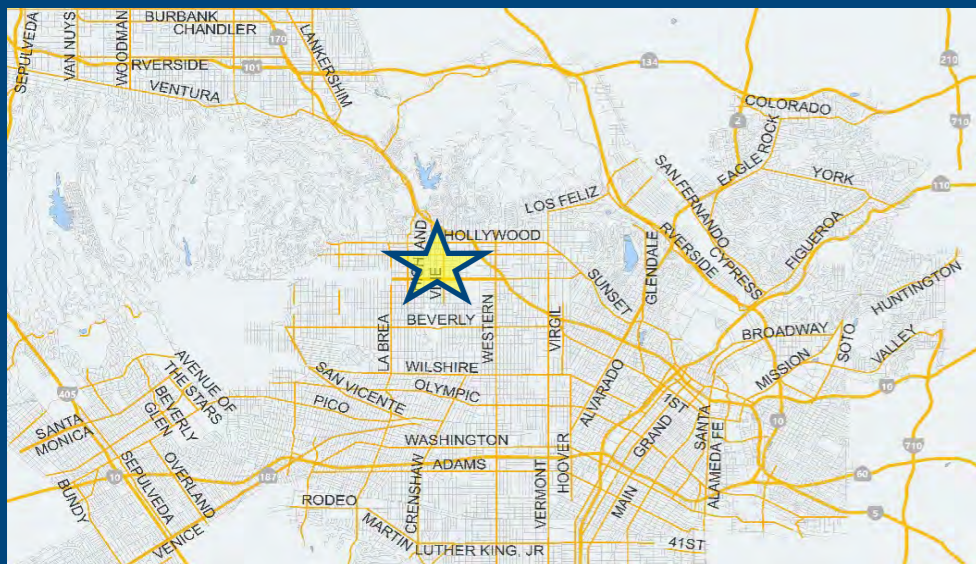 BURBANK
CHANDLER
SEPULVEDA
VAN NUYS
WOODMAN
LANKERSHIM
170
RVERSIDE
101
VENTURA
134
210
COLORADO
2
710
EAGLE ROCK
SAN FERNANDO
YORK
110
LOS FELIZ
HOLLYWOOD
RVERSIDE
CYPRESS
FIGUEROA
GLENDALE
SUNSET
HUNTINGTON
BEVERLY
LA BREA
WESTERN
VIRGIL
BROADWAY
SOTO
VALLEY
MISSION
WILSHIRE
OLYMPIC
SAN VICENTE
PICO
AVENUE OF
THE STARS
BEVERLY
GLEN
405
10
ALVARADO
1ST
SANTA
FE
ALAMEDA
GRAND
10
SANTA
MONICA
WASHINGTON
ADAMS
HOOVER
VERMONT
CRENSHAW
710
60
5
10
187
OVERLAND
SEPULVEDA
BUNDY
VENICE
RODEO
MAIN
MARTIN
LUTHER KING, JR
41ST